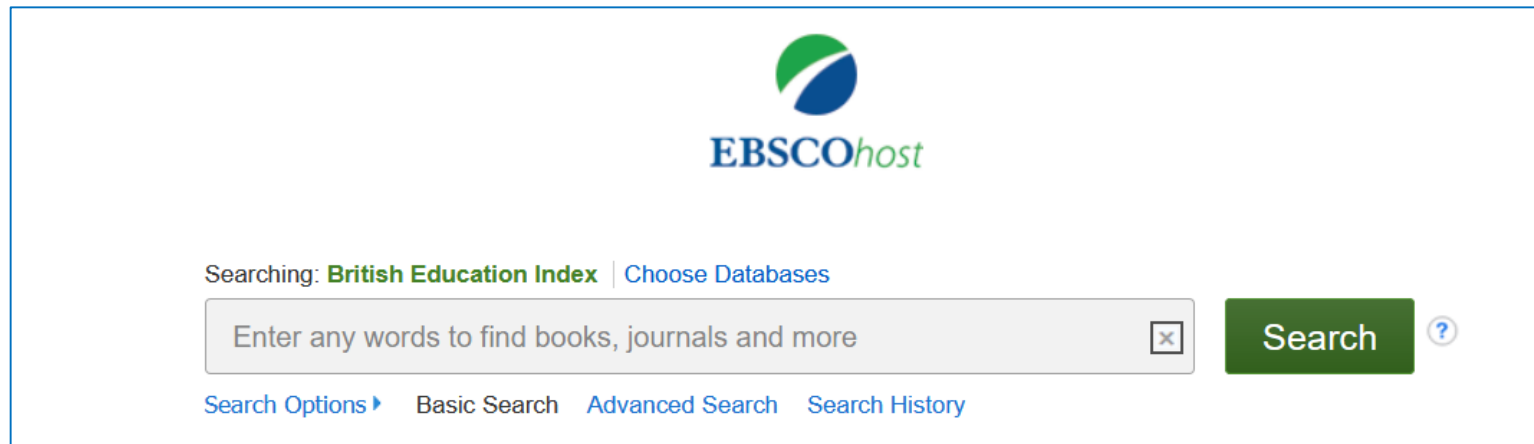 EBSCOhost
Searching: British Education Index Choose Databases
Enter any words to find books, journals and more
Search ?
Search Options Basic Search Advanced Search Search History